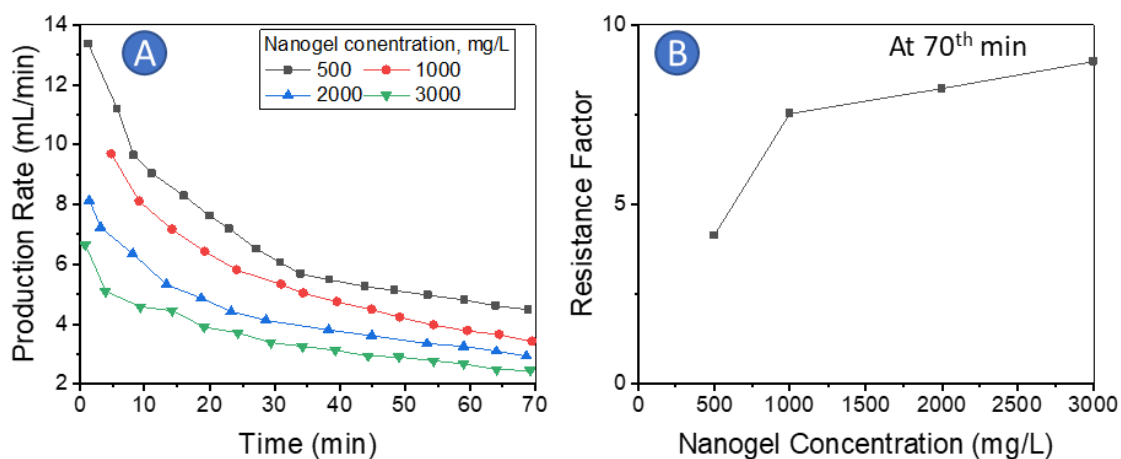 A
Nanogel conentration, mg/L
500 1000
2000 3000
Production Rate (mL/min)
14
12
10
8
6
4
2
0 10 20 30 40 50 60 70
Time (min)
B
At 70th min
Resistance Factor
10
5
0
0 500 1000 1500 2000 2500 3000
Nanogel Concentration (mg/L)